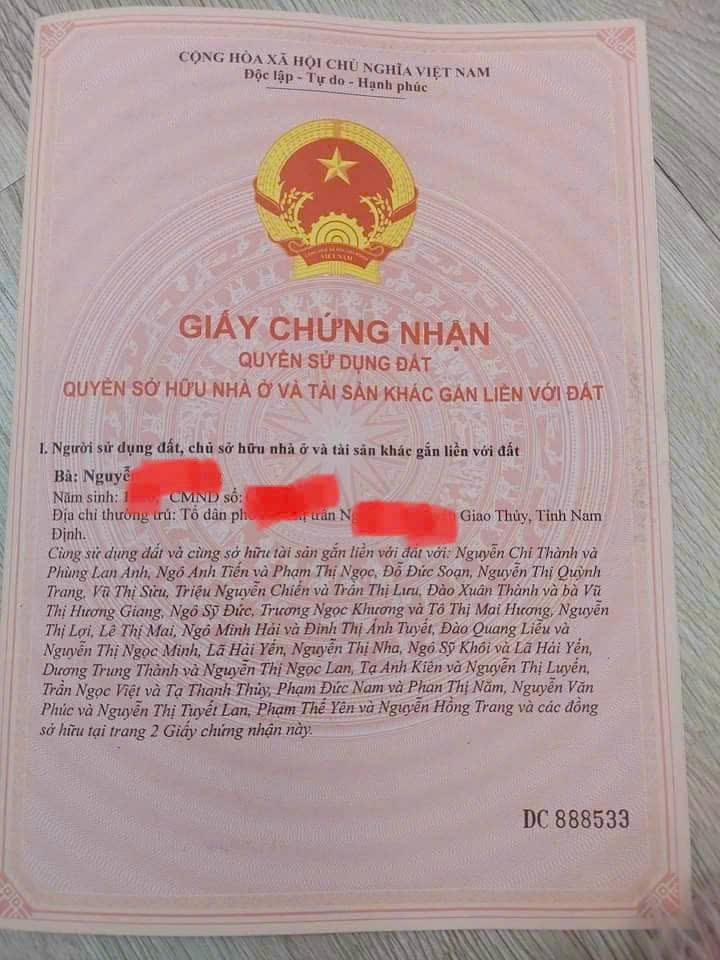 CỘNG HÒA XÃ HỘI CHỦ NGHĨA VIỆT NAM
Độc lập - Tự do - Hạnh phúc
VIỆT NAM
GIẤY CHỨNG NHẬN
QUYỀN SỬ DỤNG ĐẤT
QUYỀN SỞ HỮU NHÀ Ở VÀ TÀI SẢN KHÁC GẮN LIỀN VỚI ĐẤT
I. Người sử dụng đất, chủ sở hữu nhà ở và tài sản khác gắn liền với đất
Bà: Nguyễ
Năm sinh: CMND số:
Địa chỉ thường trú: Tổ dân trấn Giao Thủy, Tỉnh Nam
Định.
Cùng sử dụng đất và cùng sở hữu tài sản gắn liền với đất với: Nguyễn Chí Thành và
Phùng Lan Anh, Ngô Anh Tiến và Phạm Thị Ngọc, Đỗ Đức Soạn, Nguyễn Thị Quỳnh
Trang, Vũ Thị Sửu, Triệu Nguyễn Chiến và Trần Thị Lưu, Đào Xuân Thành và bà Vũ
Thị Hương Giang, Ngô Sỹ Đức, Trương Ngọc Khương và Tô Thị Mai Hương, Nguyễn
Thị Lợi, Lê Thị Mai, Ngô Minh Hải và Đinh Thị Ánh Tuyết, Đào Quang Liễu và
Nguyễn Thị Ngọc Minh, Lã Hải Yến, Nguyễn Thị Nha, Ngô Sỹ Khôi và Lã Hải Yến,
Dương Trung Thành và Nguyễn Thị Ngọc Lan, Tạ Anh Kiên và Nguyễn Thị Luyến,
Trần Ngọc Việt và Tạ Thanh Thủy, Phạm Đức Nam và Phan Thị Năm, Nguyễn Văn
Phúc và Nguyễn Thị Tuyết Lan, Phạm Thế Yên và Nguyễn Hồng Trang và các đồng
sở hữu tại trang 2 Giấy chứng nhận này.
DC 888533